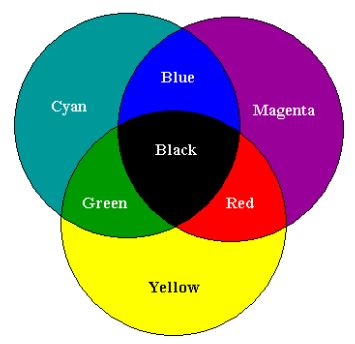 Blue
Cyan
Magenta
Black
Green
Red
Yellow